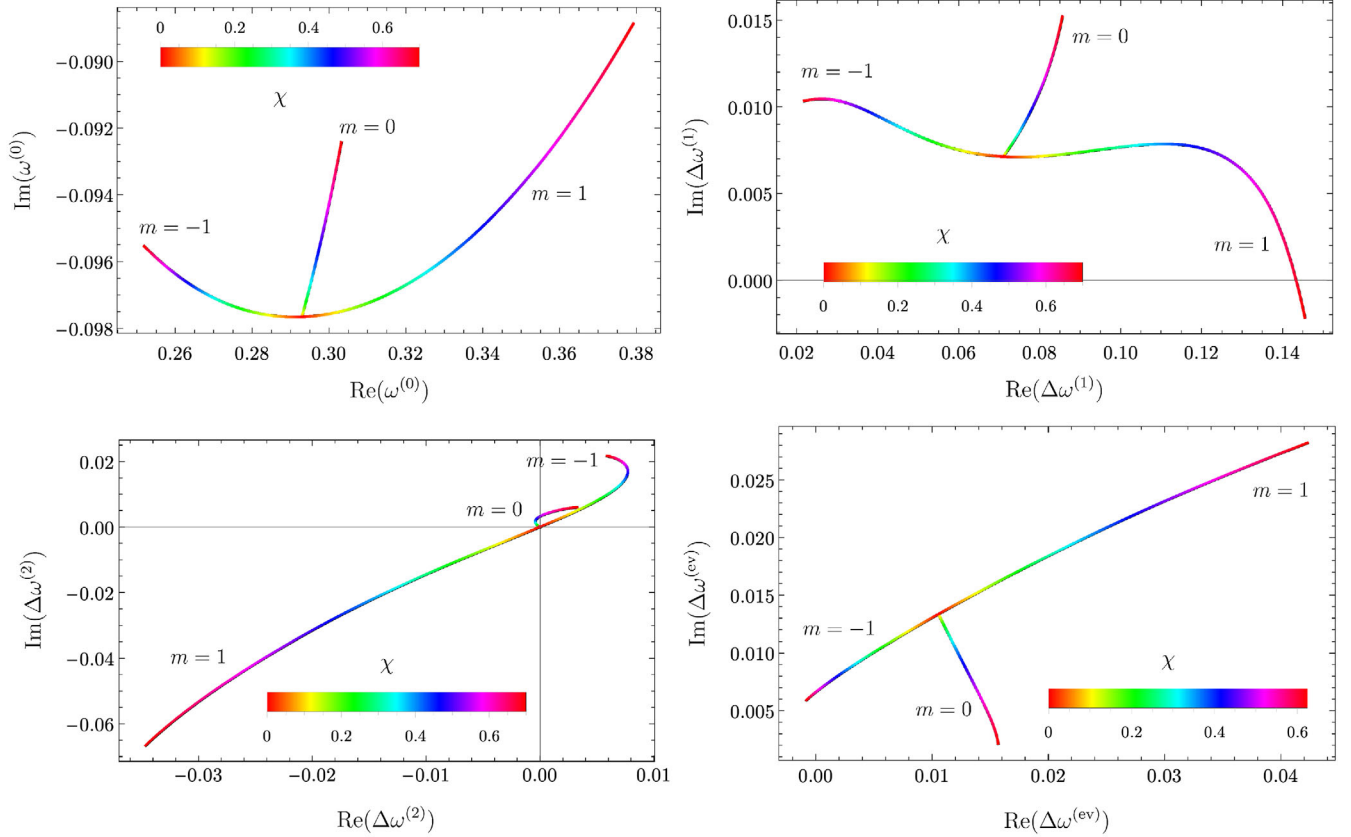 0 0.2 0.4 0.6
χ
m = 0
m = −1
m = 1
−0.090
−0.092
−0.094
−0.096
−0.098
Im(ω⁽⁰⁾)
0.26 0.28 0.30 0.32 0.34 0.36 0.38
Re(ω⁽⁰⁾)
0.015
0.010
0.005
0.000
Im(Δω⁽¹⁾)
m = 0
m = −1
m = 1
χ
0 0.2 0.4 0.6
0.02 0.04 0.06 0.08 0.10 0.12 0.14
Re(Δω⁽¹⁾)
0.02
0.00
−0.02
−0.04
−0.06
Im(Δω⁽²⁾)
m = −1
m = 0
m = 1
χ
0 0.2 0.4 0.6
−0.03 −0.02 −0.01 0.00 0.01
Re(Δω⁽²⁾)
0.025
0.020
0.015
0.010
0.005
Im(Δω⁽ᵉᵛ⁾)
m = 1
m = −1
m = 0
χ
0 0.2 0.4 0.6
0.00 0.01 0.02 0.03 0.04
Re(Δω⁽ᵉᵛ⁾)